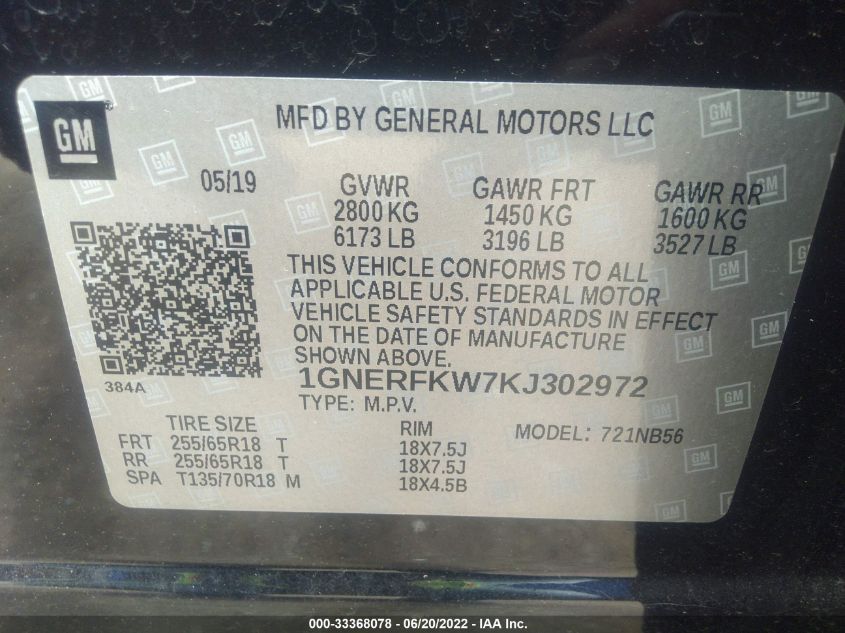 GM
MFD BY GENERAL MOTORS LLC
05/19
GVWR GAWR FRT GAWR RR
2800 KG 1450 KG 1600 KG
6173 LB 3196 LB 3527 LB
THIS VEHICLE CONFORMS TO ALL
APPLICABLE U.S. FEDERAL MOTOR
VEHICLE SAFETY STANDARDS IN EFFECT
ON THE DATE OF MANUFACTURE
SHOWN ABOVE.
384A
1GNERFKW7KJ302972
TYPE: M.P.V.
TIRE SIZE RIM MODEL: 721NB56
FRT 255/65R18 T 18X7.5J
RR 255/65R18 T 18X7.5J
SPA T135/70R18 M 18X4.5B
000-33368078 - 06/20/2022 - IAA Inc.